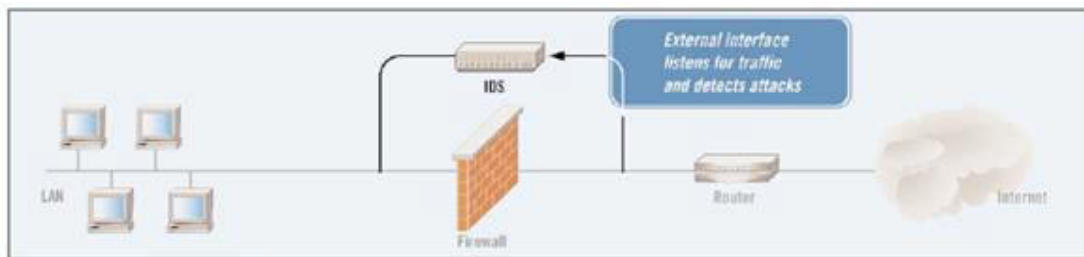 External interface
listens for traffic
and detects attacks
IDS
LAN
Router
Internet
Firewall